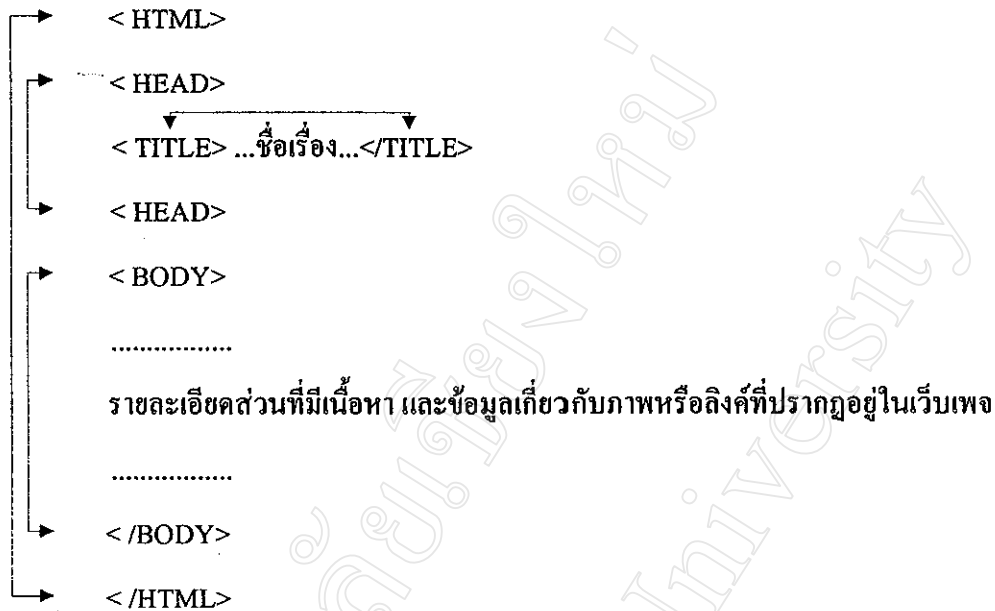 < HTML>
< HEAD>
< TITLE> ...ชื่อเรื่อง...</TITLE>
< HEAD>
< BODY>
.................
รายละเอียดส่วนที่มีเนื้อหา และข้อมูลเกี่ยวกับภาพหรือลิงค์ที่ปรากฏอยู่ในเว็บเพจ
.................
< /BODY>
< /HTML>